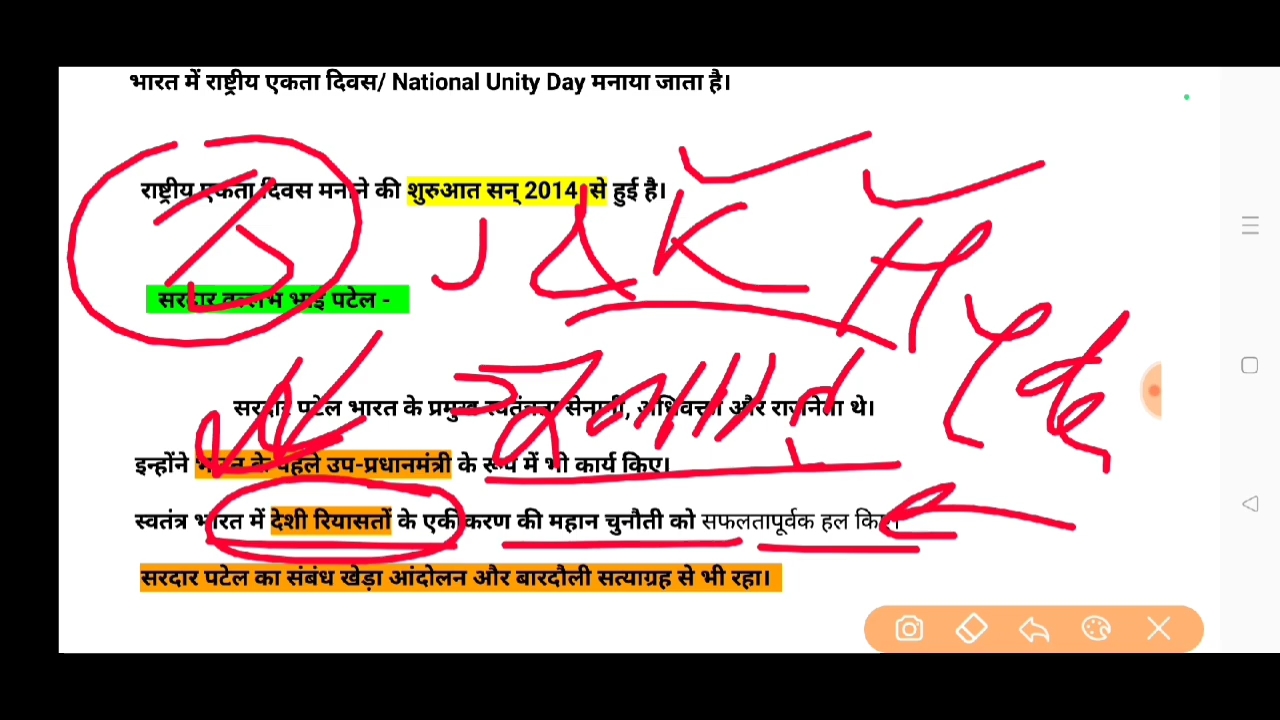 भारत में राष्ट्रीय एकता दिवस/ National Unity Day मनाया जाता है।
राष्ट्रीय एकता दिवस मनाने की शुरुआत सन् 2014 से हुई है।
सरदार वल्लभ भाई पटेल -
सरदार पटेल भारत के प्रमुख स्वतंत्रता सेनानी, अधिवक्ता और राजनेता थे।
इन्होंने भारत के पहले उप-प्रधानमंत्री के रूप में भी कार्य किए।
स्वतंत्र भारत में देशी रियासतों के एकीकरण की महान चुनौती को सफलतापूर्वक हल किए।
सरदार पटेल का संबंध खेड़ा आंदोलन और बारदौली सत्याग्रह से भी रहा।